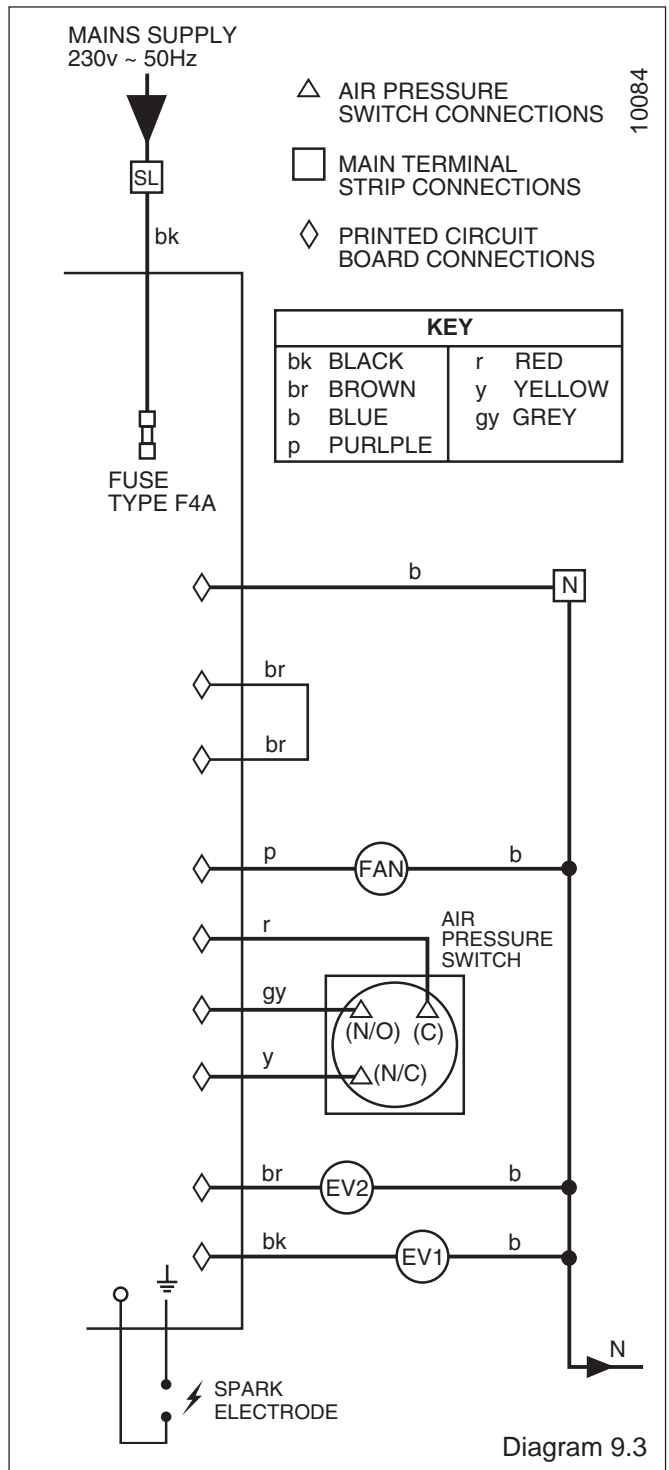 MAINS SUPPLY
230v ~ 50Hz
SL
bk
AIR PRESSURE
SWITCH CONNECTIONS
MAIN TERMINAL
STRIP CONNECTIONS
PRINTED CIRCUIT
BOARD CONNECTIONS
10084
KEY
bk BLACK r RED
br BROWN y YELLOW
b BLUE gy GREY
p PURLPLE
FUSE
TYPE F4A
b
N
br
br
p
FAN
b
r
AIR
PRESSURE
SWITCH
gy
(N/O) (C)
y
(N/C)
br
EV2
b
bk
EV1
b
N
SPARK
ELECTRODE
Diagram 9.3